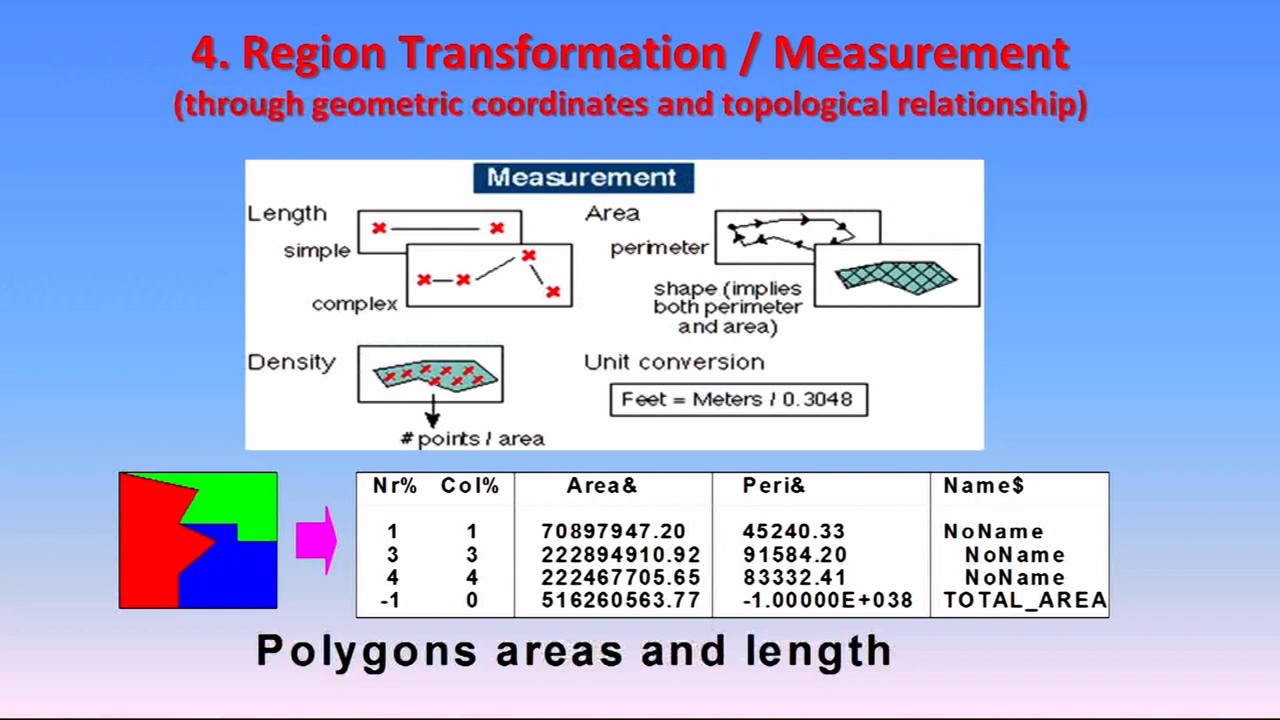 4. Region Transformation / Measurement
(through geometric coordinates and topological relationship)
Measurement
Length
simple
complex
Area
perimeter
shape (implies
both perimeter
and area)
Density
# points / area
Unit conversion
Feet = Meters / 0.3048
Nr% Col% Area& Peri& Name$
1 1 70897947.20 45240.33 NoName
3 3 222894910.92 91584.20 NoName
4 4 222467705.65 83332.41 NoName
-1 0 516260563.77 -1.00000E+038 TOTAL_AREA
Polygons areas and length